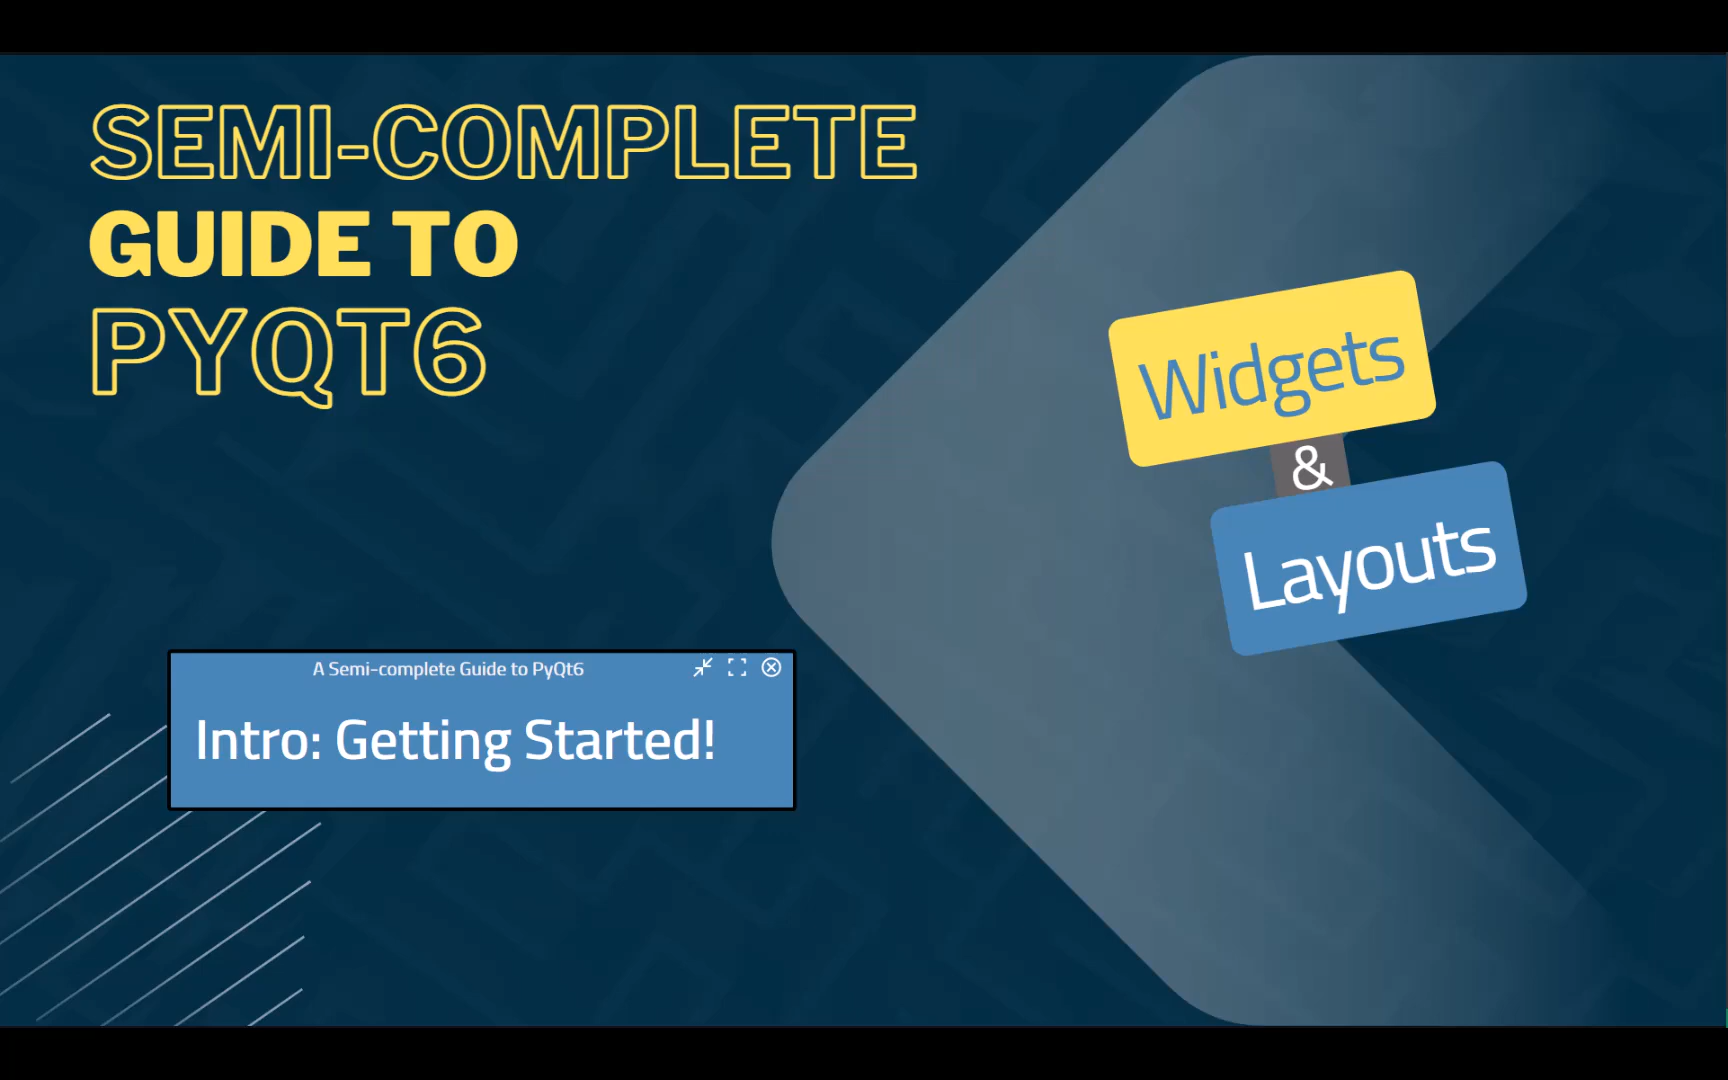 SEMI-COMPLETE
GUIDE TO
PYQT6
Widgets
&
Layouts
A Semi-complete Guide to PyQt6
Intro: Getting Started!